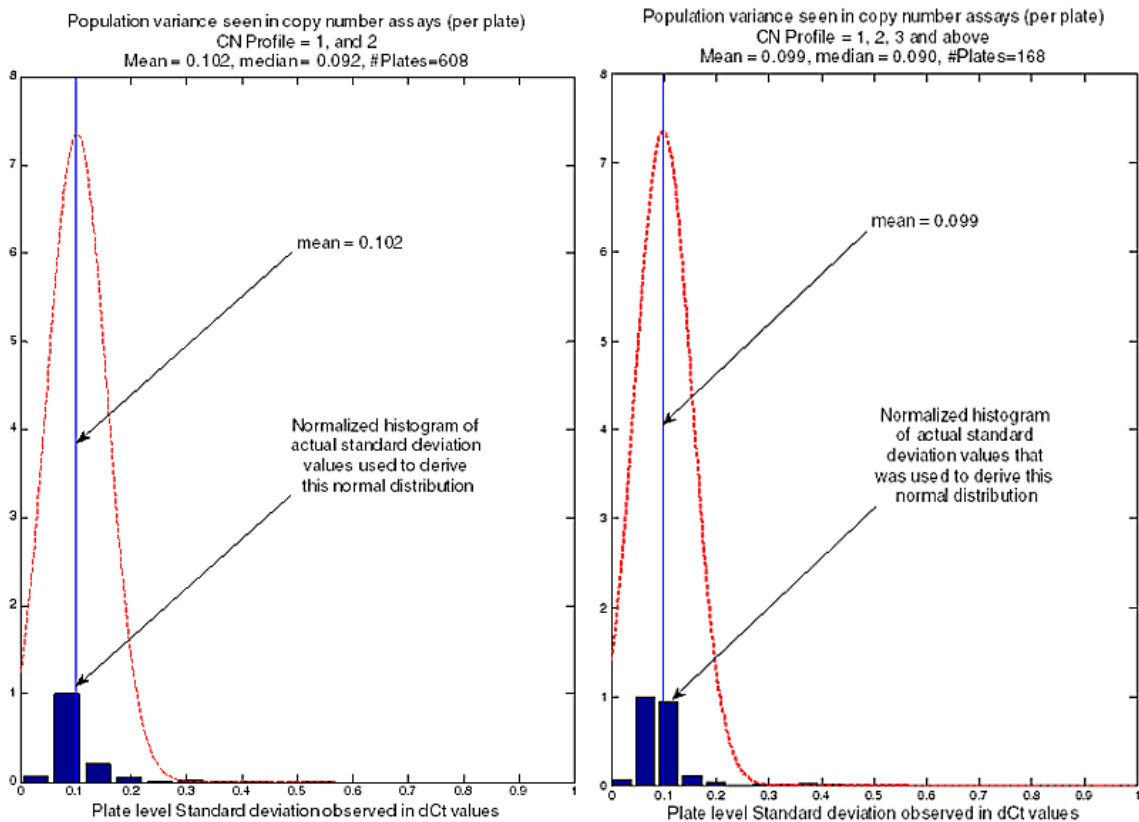 Population variance seen in copy number assays (per plate)
CN Profile = 1, and 2
Mean = 0.102, median = 0.092, #Plates=608
8
7
6
5
4
3
2
1
0
mean = 0.102
Normalized histogram of
actual standard deviation
values used to derive
this normal distribution
0 0.1 0.2 0.3 0.4 0.5 0.6 0.7 0.8 0.9 1
Plate level Standard deviation observed in dCt values
Population variance seen in copy number assays (per plate)
CN Profile = 1, 2, 3 and above
Mean = 0.099, median = 0.090, #Plates=168
8
7
6
5
4
3
2
1
0
mean = 0.099
Normalized histogram
of actual standard
deviation values that
was used to derive this
normal distribution
0 0.1 0.2 0.3 0.4 0.5 0.6 0.7 0.8 0.9 1
Plate level Standard deviation observed in dCt values